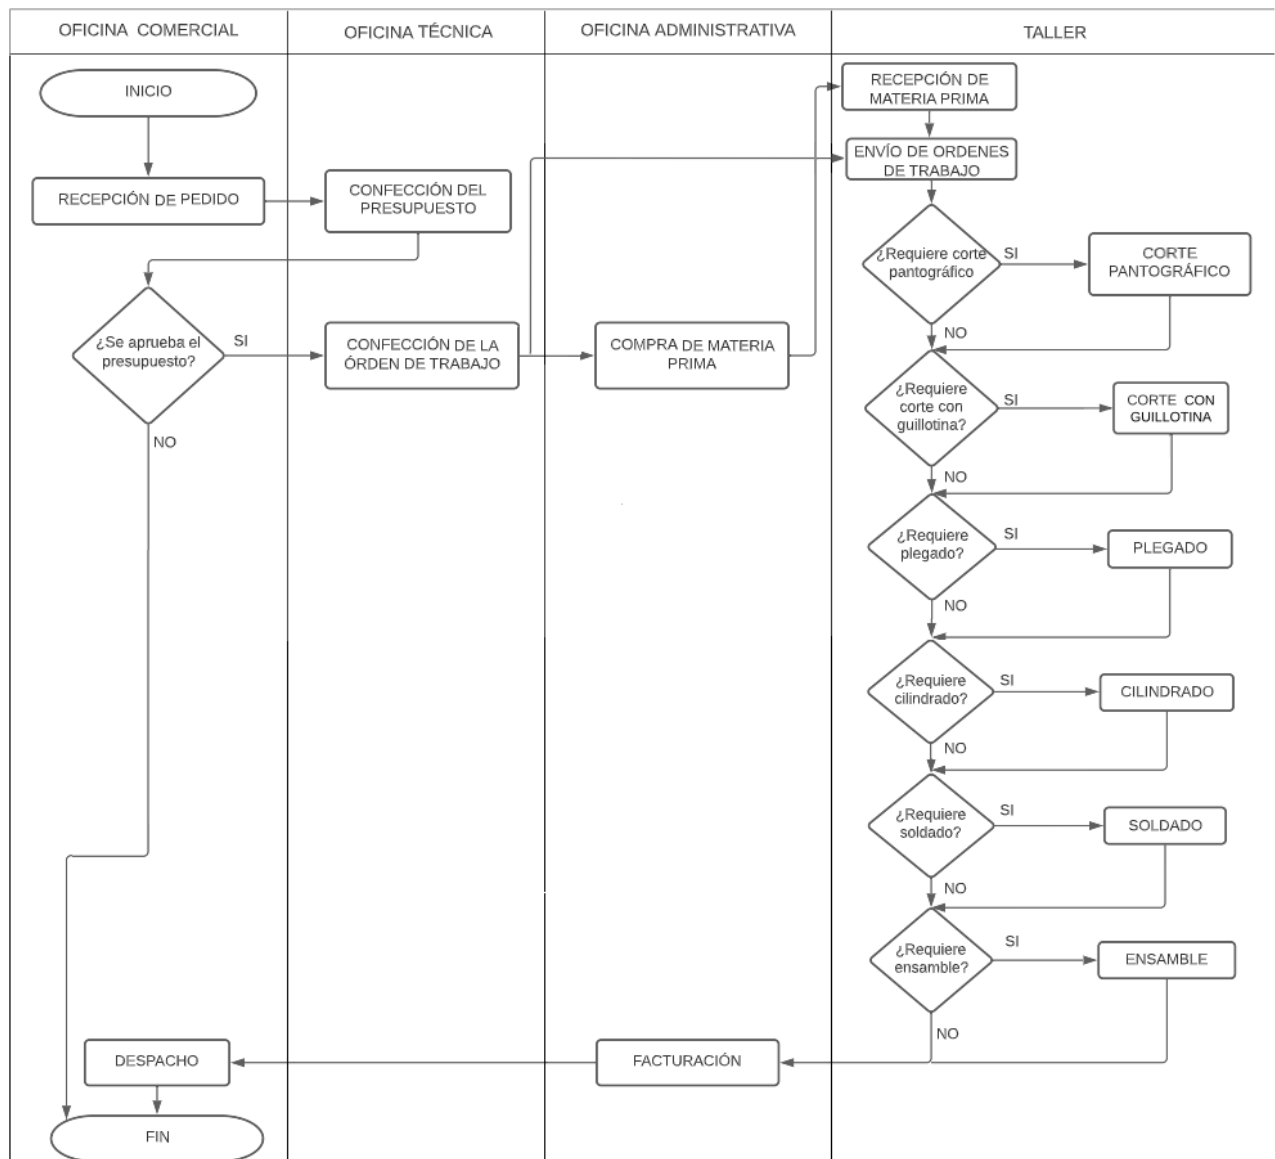 OFICINA COMERCIAL
OFICINA TÉCNICA
OFICINA ADMINISTRATIVA
TALLER
INICIO
RECEPCIÓN DE
MATERIA PRIMA
ENVÍO DE ORDENES
DE TRABAJO
RECEPCIÓN DE PEDIDO
CONFECCIÓN DEL
PRESUPUESTO
¿Requiere corte
pantográfico
SI
CORTE
PANTOGRÁFICO
NO
¿Se aprueba el
presupuesto?
SI
CONFECCIÓN DE LA
ÓRDEN DE TRABAJO
COMPRA DE MATERIA
PRIMA
NO
¿Requiere
corte con
guillotina?
SI
CORTE CON
GUILLOTINA
NO
¿Requiere
plegado?
SI
PLEGADO
NO
¿Requiere
cilindrado?
SI
CILINDRADO
NO
¿Requiere
soldado?
SI
SOLDADO
NO
¿Requiere
ensamble?
SI
ENSAMBLE
NO
DESPACHO
FACTURACIÓN
FIN